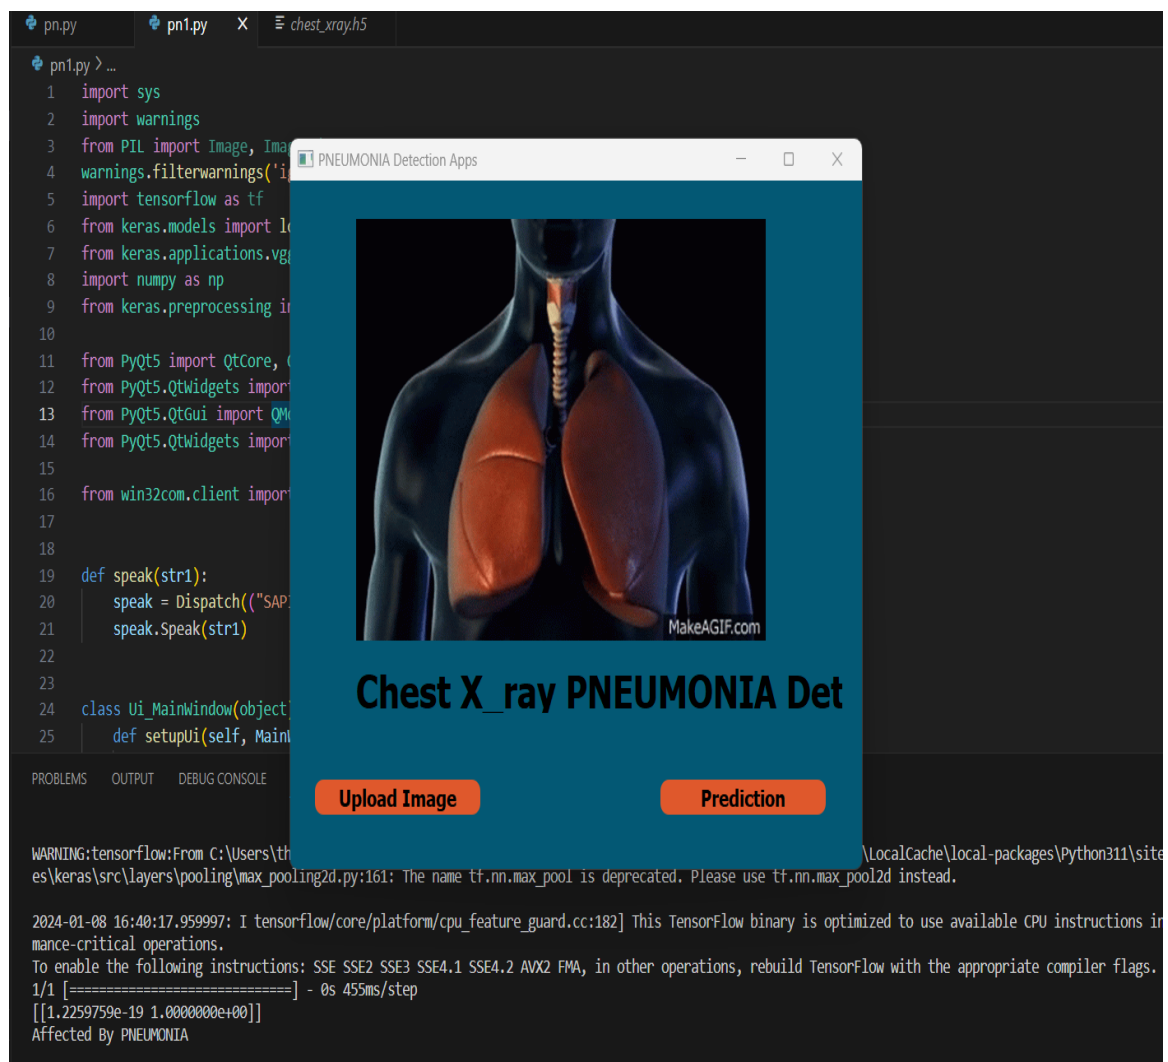 pn.py pn1.py X chest_xray.h5
pn1.py > ...
1 import sys
2 import warnings
3 from PIL import Image, Ima
4 warnings.filterwarnings('ig
5 import tensorflow as tf
6 from keras.models import lo
7 from keras.applications.vgg
8 import numpy as np
9 from keras.preprocessing im
10
11 from PyQt5 import QtCore,
12 from PyQt5.QtWidgets import
13 from PyQt5.QtGui import QMo
14 from PyQt5.QtWidgets import
15
16 from win32com.client import
17
18
19 def speak(str1):
20 speak = Dispatch(("SAPI
21 speak.Speak(str1)
22
23
24 class Ui_MainWindow(object)
25 def setupUi(self, MainW
PNEUMONIA Detection Apps
MakeAGIF.com
Chest X_ray PNEUMONIA Det
Upload Image
Prediction
PROBLEMS OUTPUT DEBUG CONSOLE
WARNING:tensorflow:From C:\Users\th \LocalCache\local-packages\Python311\site
es\keras\src\layers\pooling\max_pooling2d.py:161: The name tf.nn.max_pool is deprecated. Please use tf.nn.max_pool2d instead.
2024-01-08 16:40:17.959997: I tensorflow/core/platform/cpu_feature_guard.cc:182] This TensorFlow binary is optimized to use available CPU instructions in
mance-critical operations.
To enable the following instructions: SSE SSE2 SSE3 SSE4.1 SSE4.2 AVX2 FMA, in other operations, rebuild TensorFlow with the appropriate compiler flags.
1/1 [==============================] - 0s 455ms/step
[[1.2259759e-19 1.0000000e+00]]
Affected By PNEUMONIA